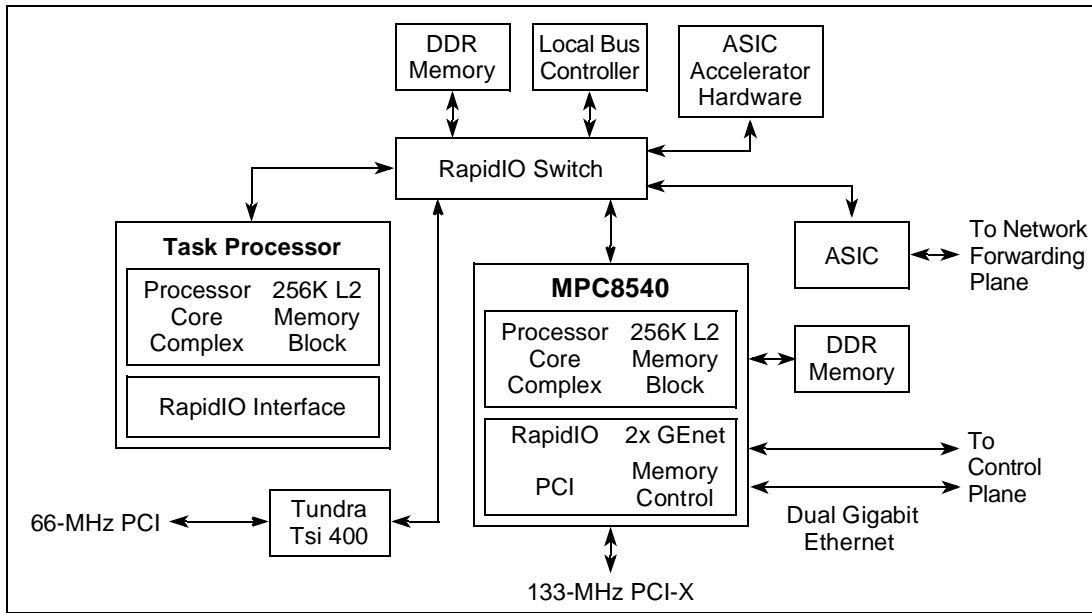 DDR
Memory
Local Bus
Controller
ASIC
Accelerator
Hardware
RapidIO Switch
Task Processor
Processor
Core
Complex
256K L2
Memory
Block
RapidIO Interface
MPC8540
Processor
Core
Complex
256K L2
Memory
Block
RapidIO
2x GEnet
PCI
Memory
Control
ASIC
To Network
Forwarding
Plane
DDR
Memory
To
Control
Plane
Dual Gigabit
Ethernet
66-MHz PCI
Tundra
Tsi 400
133-MHz PCI-X